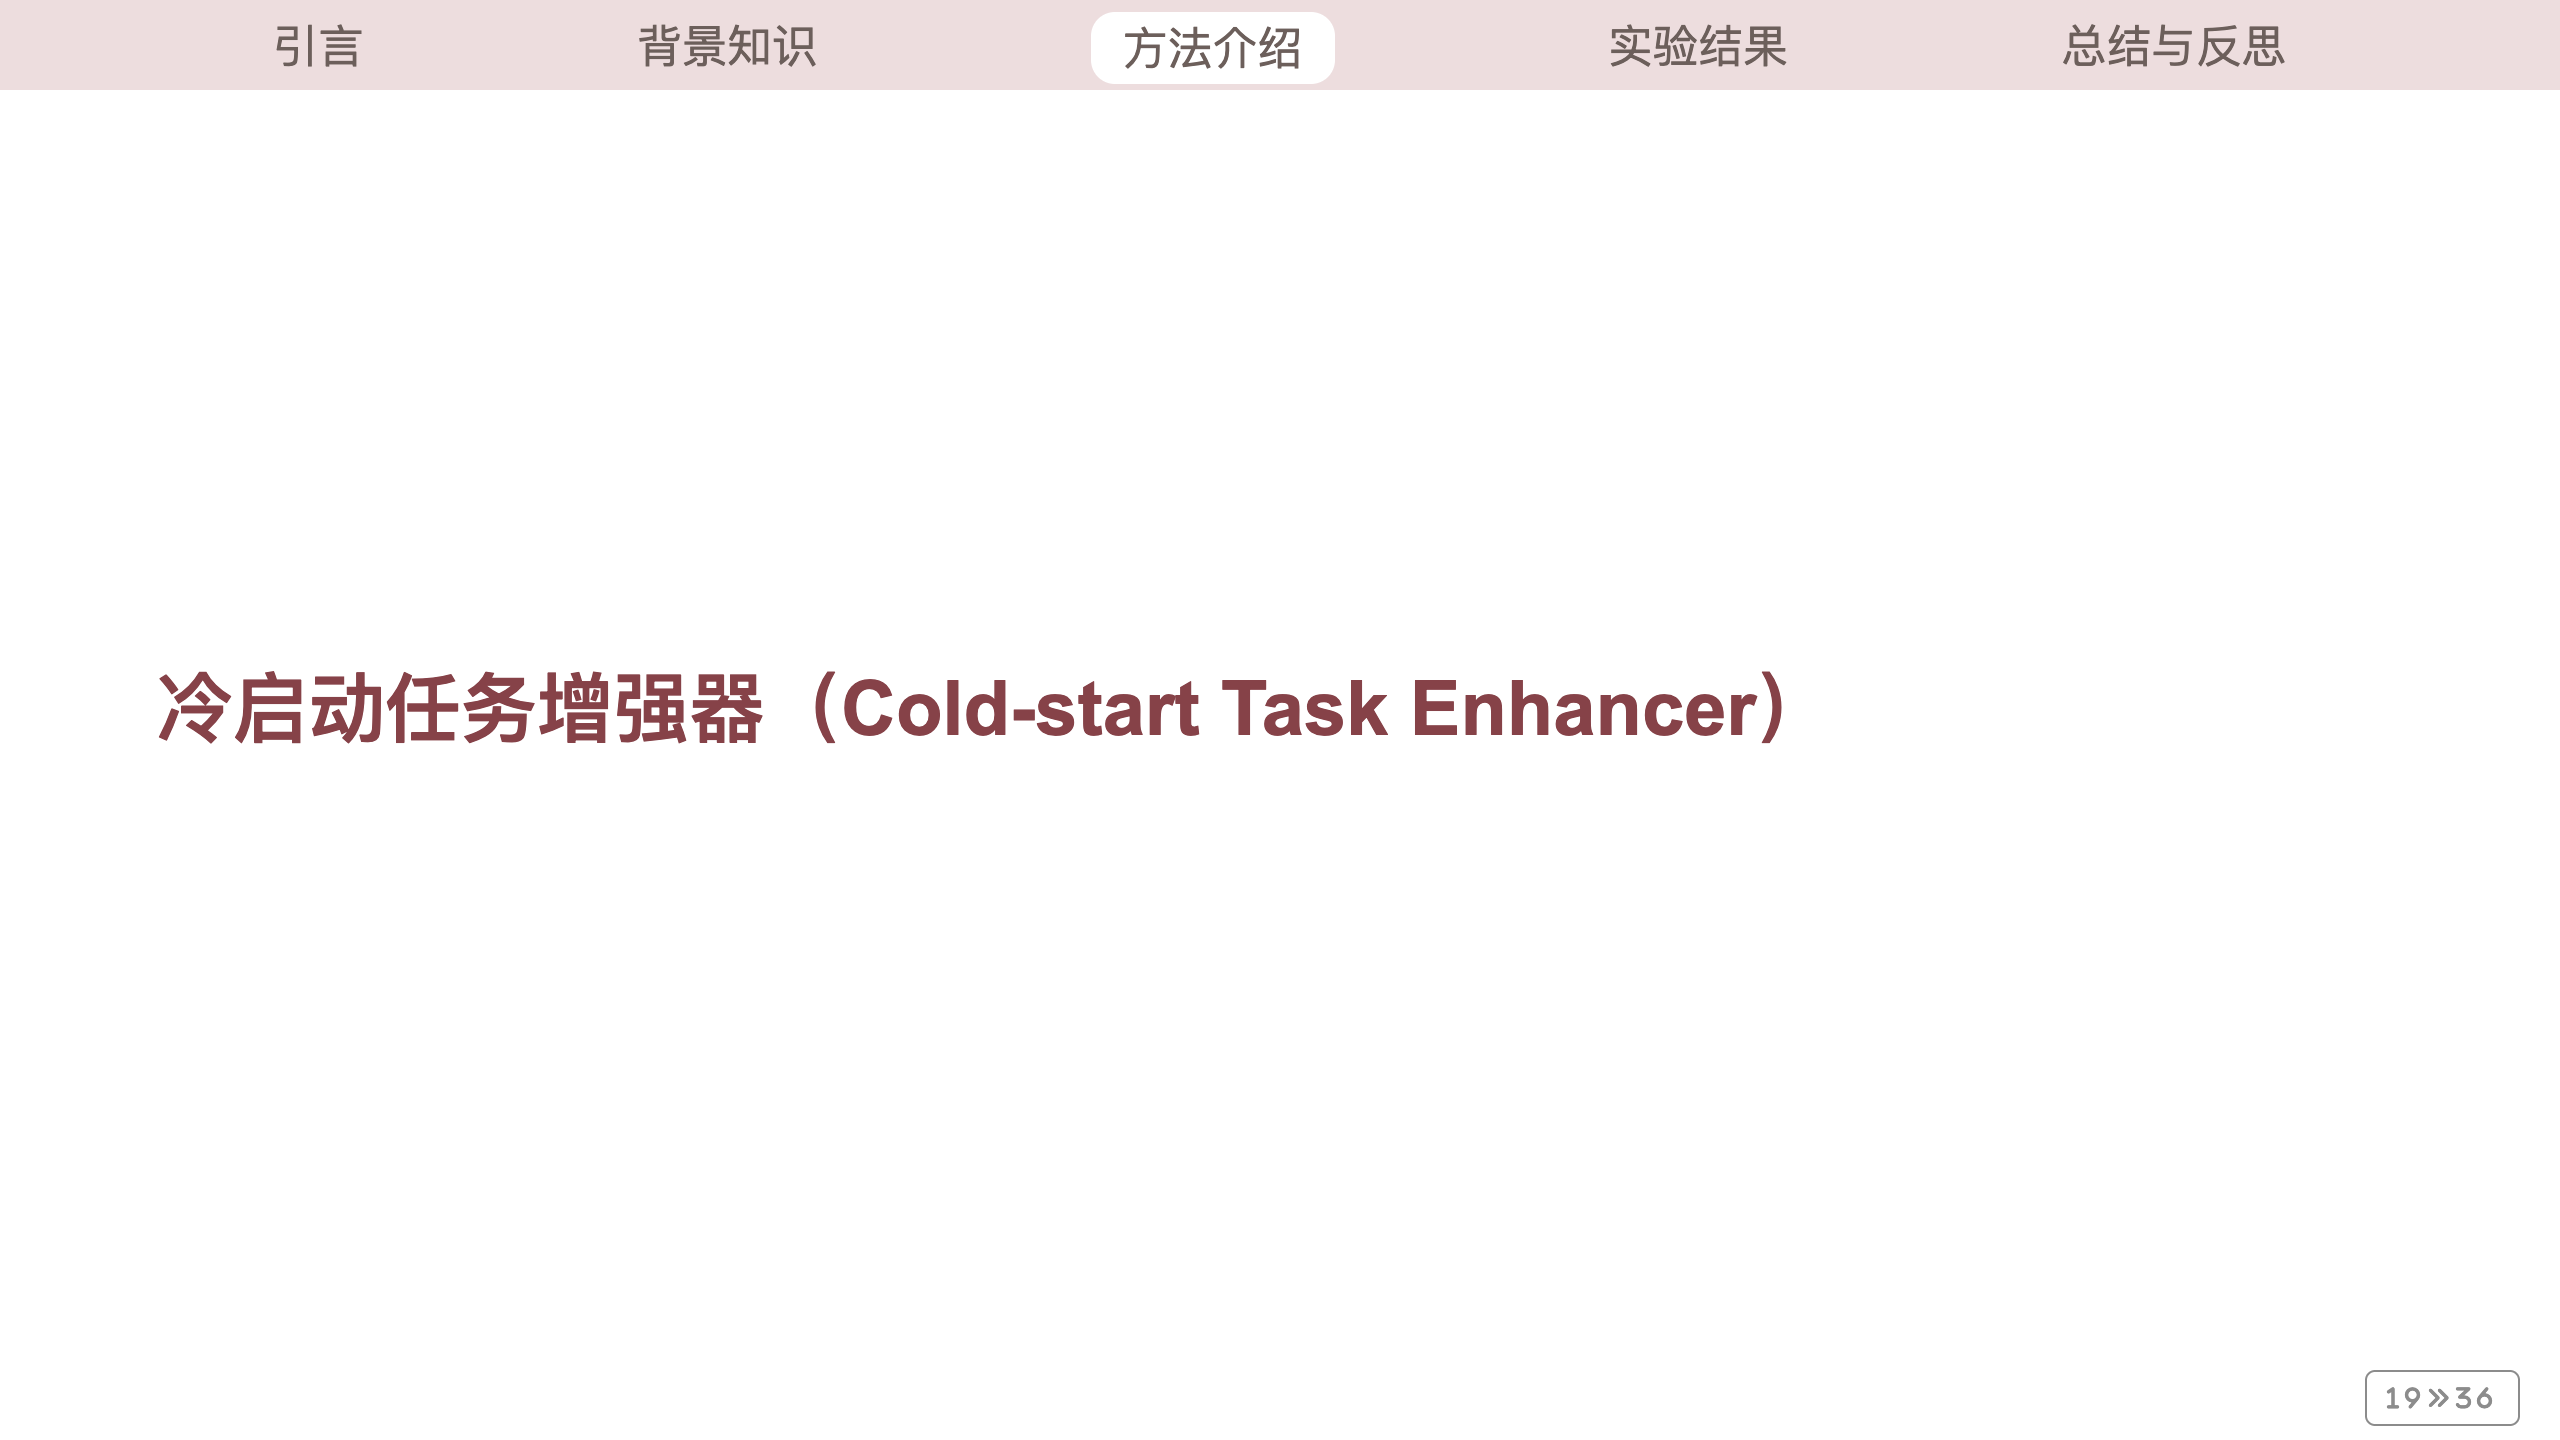 引言 背景知识 方法介绍 实验结果 总结与反思
冷启动任务增强器（Cold-start Task Enhancer）
19»36